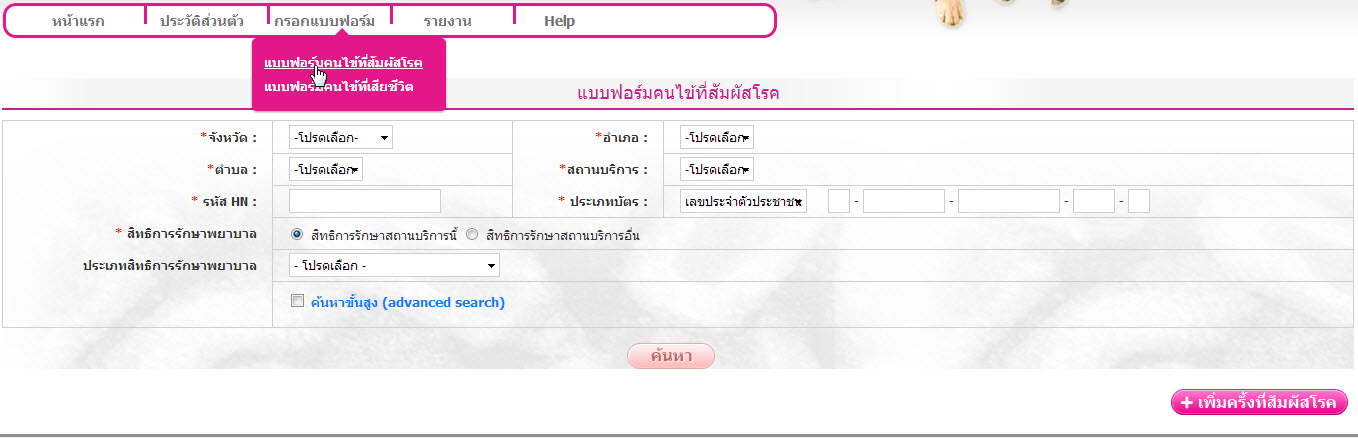 หน้าแรก ประวัติส่วนตัว กรอกแบบฟอร์ม รายงาน Help
แบบฟอร์มคนไข้ที่สัมผัสโรค
แบบฟอร์มคนไข้ที่เสียชีวิต
แบบฟอร์มคนไข้ที่สัมผัสโรค
*จังหวัด : -โปรดเลือก- *อำเภอ : -โปรดเลือก
*ตำบล : -โปรดเลือก *สถานบริการ : -โปรดเลือก
* รหัส HN : * ประเภทบัตร : เลขประจำตัวประชาชน - - - -
* สิทธิการรักษาพยาบาล สิทธิการรักษาสถานบริการนี้ สิทธิการรักษาสถานบริการอื่น
ประเภทสิทธิการรักษาพยาบาล - โปรดเลือก -
ค้นหาขั้นสูง (advanced search)
ค้นหา
+ เพิ่มครั้งที่สัมผัสโรค